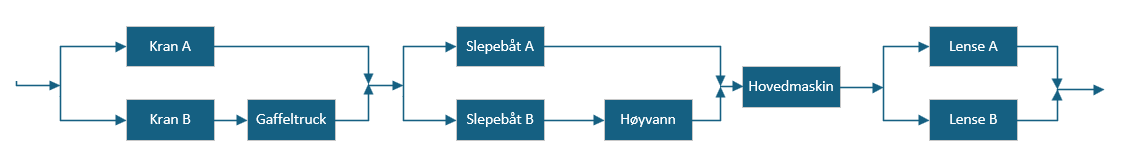 Kran A
Kran B
Gaffeltruck
Slepebåt A
Slepebåt B
Høyvann
Hovedmaskin
Lense A
Lense B